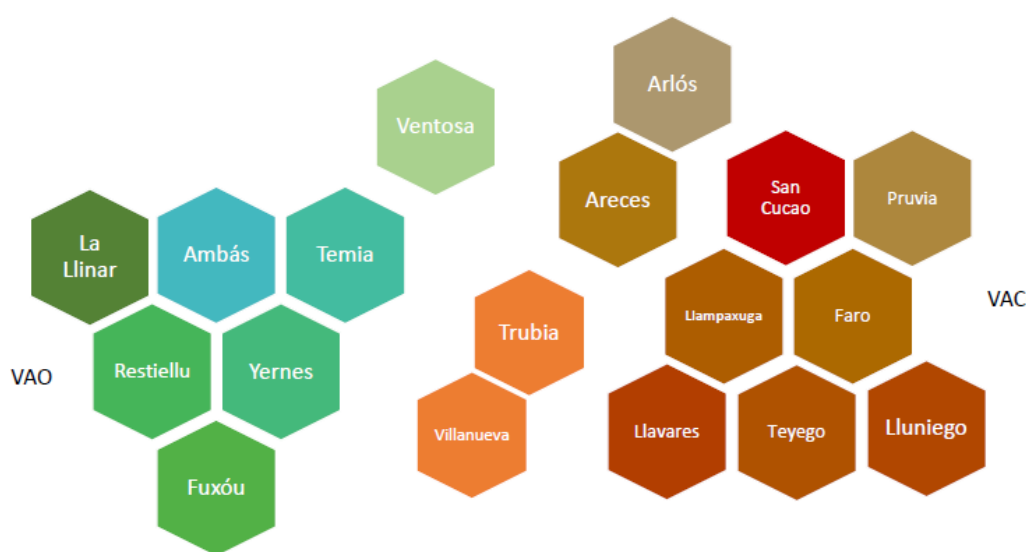 Arlós
Ventosa
Areces
San
Cucao
Pruvia
La
Llinar
Ambás
Temia
VAC
Llampaxuga
Faro
Trubia
Restiellu
Yernes
VAO
Villanueva
Llavares
Teyego
Lluniego
Fuxóu